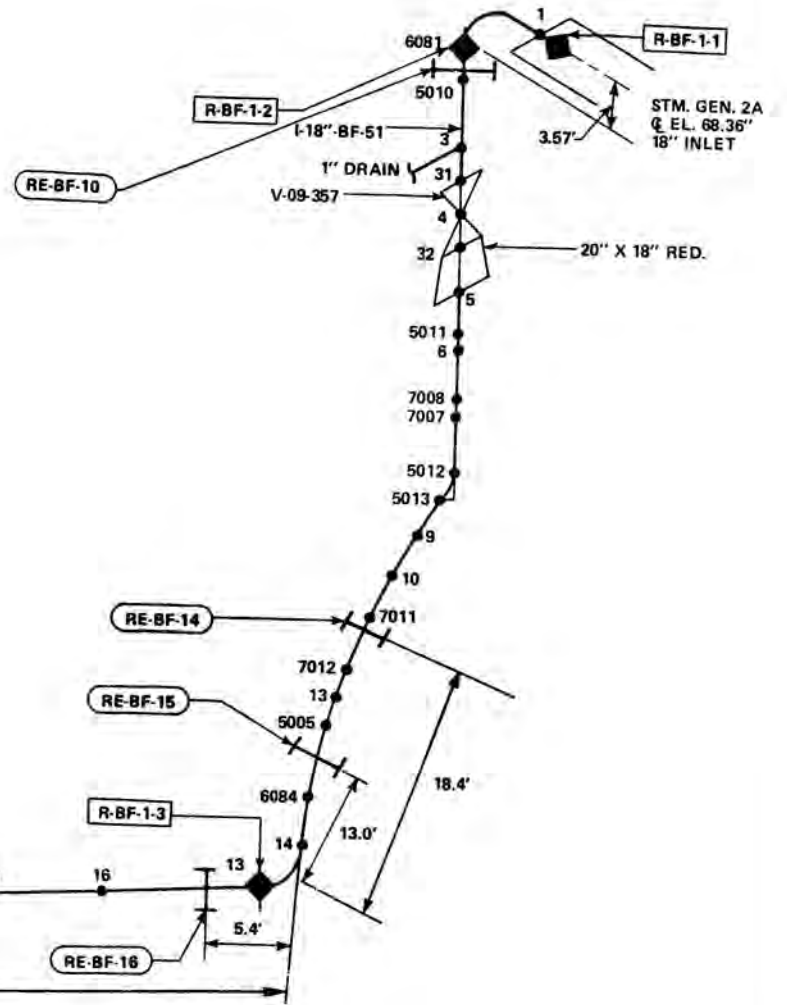 1
R-BF-1-1
6081
R-BF-1-2
5010
STM. GEN. 2A
℄ EL. 68.36"
18" INLET
3.57'
I-18"-BF-51
3
1" DRAIN
31
RE-BF-10
V-09-357
4
32
20" X 18" RED.
5
5011
6
7008
7007
5012
5013
9
10
RE-BF-14
7011
7012
RE-BF-15
13
5005
18.4'
6084
R-BF-1-3
13.0'
14
13
16
5.4'
RE-BF-16